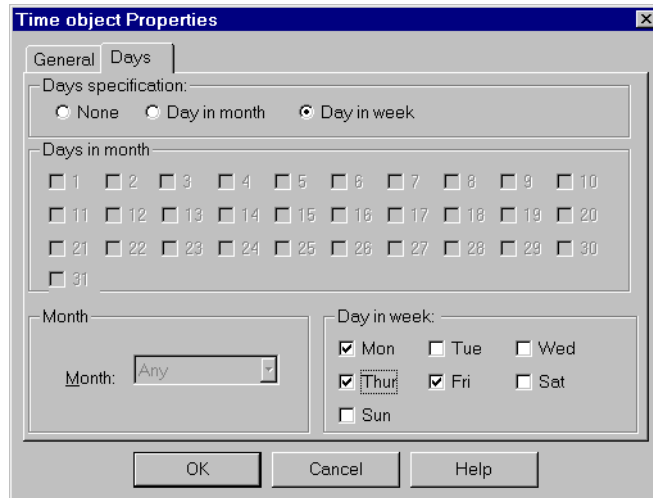 Time object Properties
General Days
Days specification:
None Day in month Day in week
Days in month
1 2 3 4 5 6 7 8 9 10
11 12 13 14 15 16 17 18 19 20
21 22 23 24 25 26 27 28 29 30
31
Month
Month: Any
Day in week:
Mon Tue Wed
Thur Fri Sat
Sun
OK Cancel Help